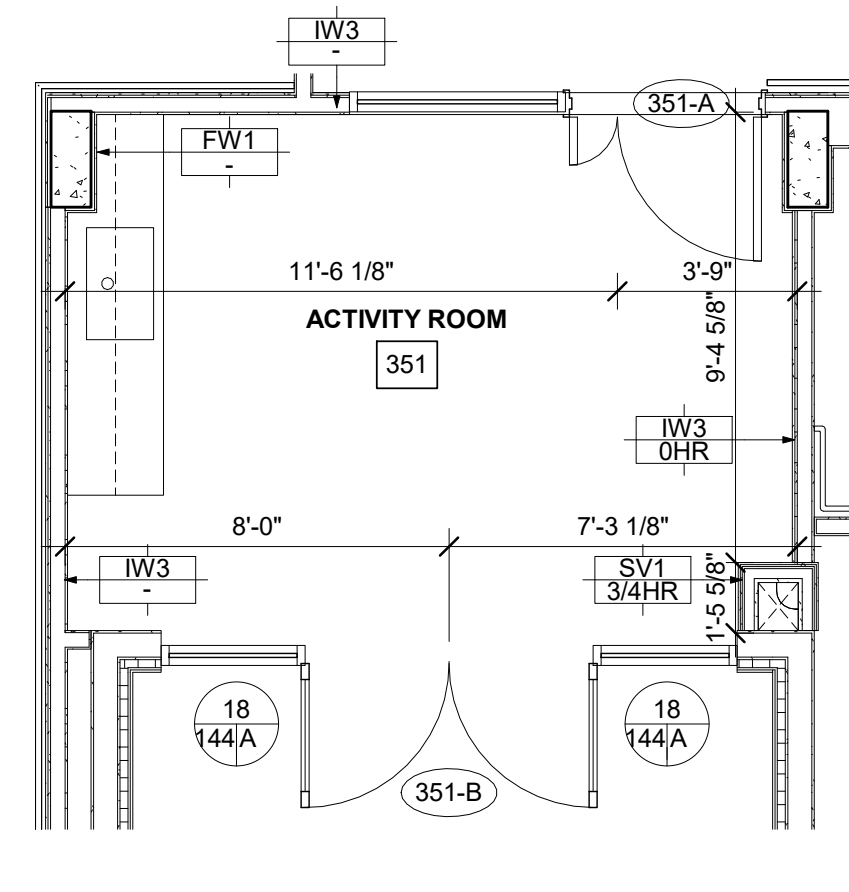 IW3
-
351-A
FW1
-
11'-6 1/8"
3'-9"
9'-4 5/8"
ACTIVITY ROOM
351
IW3
0HR
8'-0"
7'-3 1/8"
IW3
-
SV1
3/4HR
1'-5 5/8"
18
144 A
18
144 A
351-B